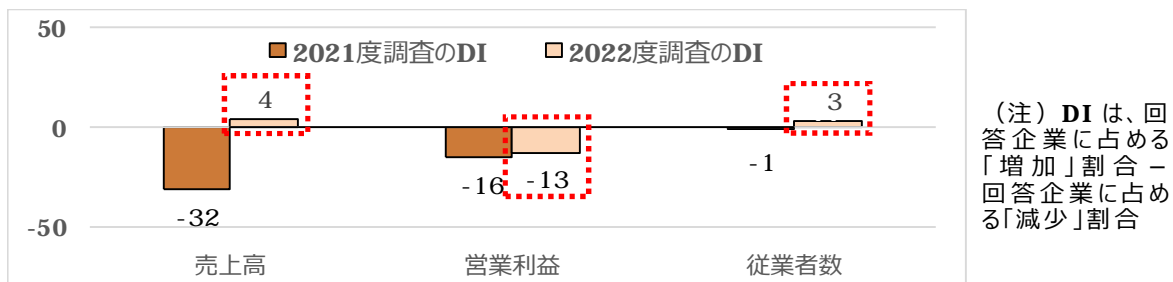 50
2021度調査のDI 2022度調査のDI
4
3
0
-1
-16
-13
-32
-50
売上高 営業利益 従業者数
（注）DI は、回
答企業に占める
「増加」割合－
回答企業に占め
る「減少」割合